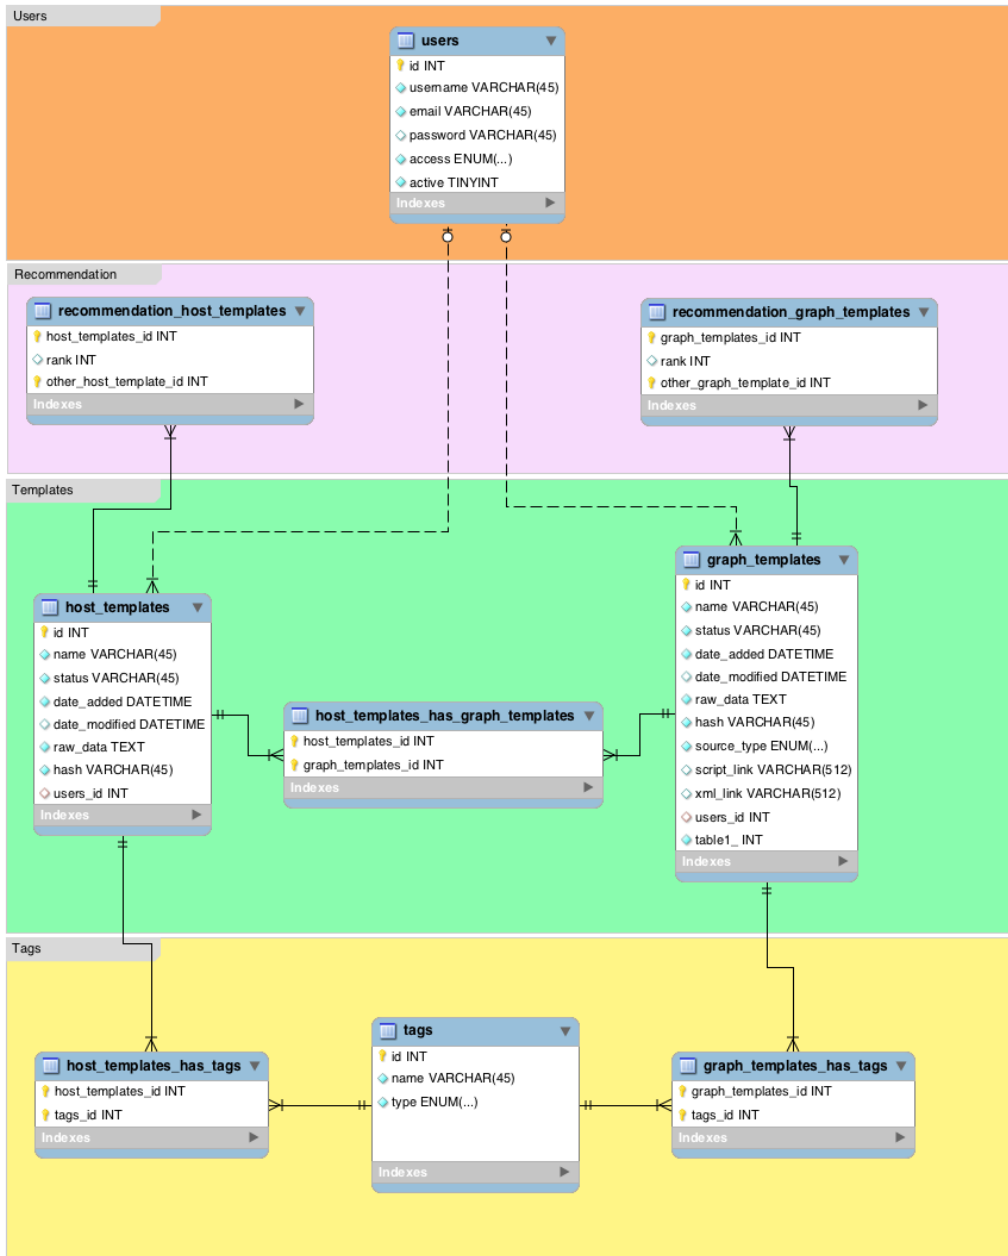 Users
users
id INT
username VARCHAR(45)
email VARCHAR(45)
password VARCHAR(45)
access ENUM(...)
active TINYINT
Indexes
Recommendation
recommendation_host_templates
host_templates_id INT
rank INT
other_host_template_id INT
Indexes
recommendation_graph_templates
graph_templates_id INT
rank INT
other_graph_template_id INT
Indexes
Templates
host_templates
id INT
name VARCHAR(45)
status VARCHAR(45)
date_added DATETIME
date_modified DATETIME
raw_data TEXT
hash VARCHAR(45)
users_id INT
Indexes
host_templates_has_graph_templates
host_templates_id INT
graph_templates_id INT
Indexes
graph_templates
id INT
name VARCHAR(45)
status VARCHAR(45)
date_added DATETIME
date_modified DATETIME
raw_data TEXT
hash VARCHAR(45)
source_type ENUM(...)
script_link VARCHAR(512)
xml_link VARCHAR(512)
users_id INT
table1_ INT
Indexes
Tags
host_templates_has_tags
host_templates_id INT
tags_id INT
Indexes
tags
id INT
name VARCHAR(45)
type ENUM(...)
Indexes
graph_templates_has_tags
graph_templates_id INT
tags_id INT
Indexes